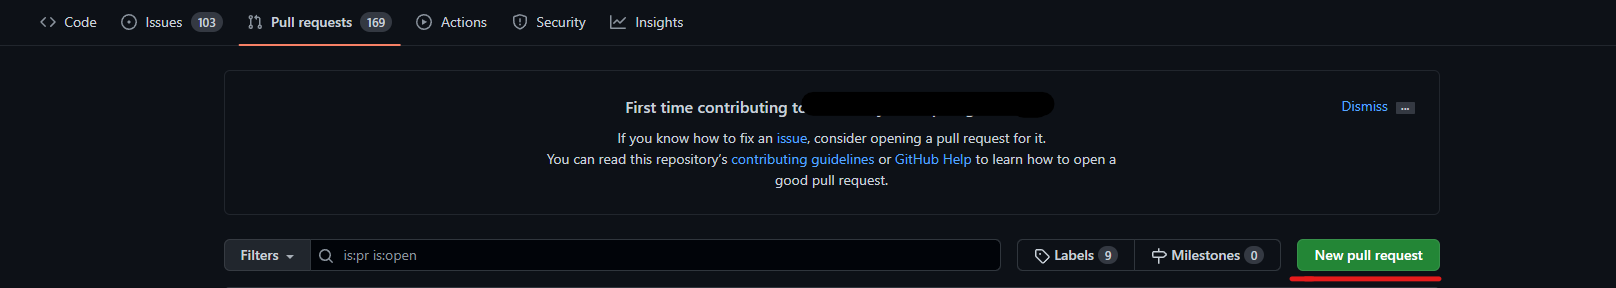 Code Issues 103 Pull requests 169 Actions Security Insights
First time contributing to
Dismiss ...
If you know how to fix an issue, consider opening a pull request for it.
You can read this repository's contributing guidelines or GitHub Help to learn how to open a
good pull request.
Filters is:pr is:open Labels 9 Milestones 0 New pull request